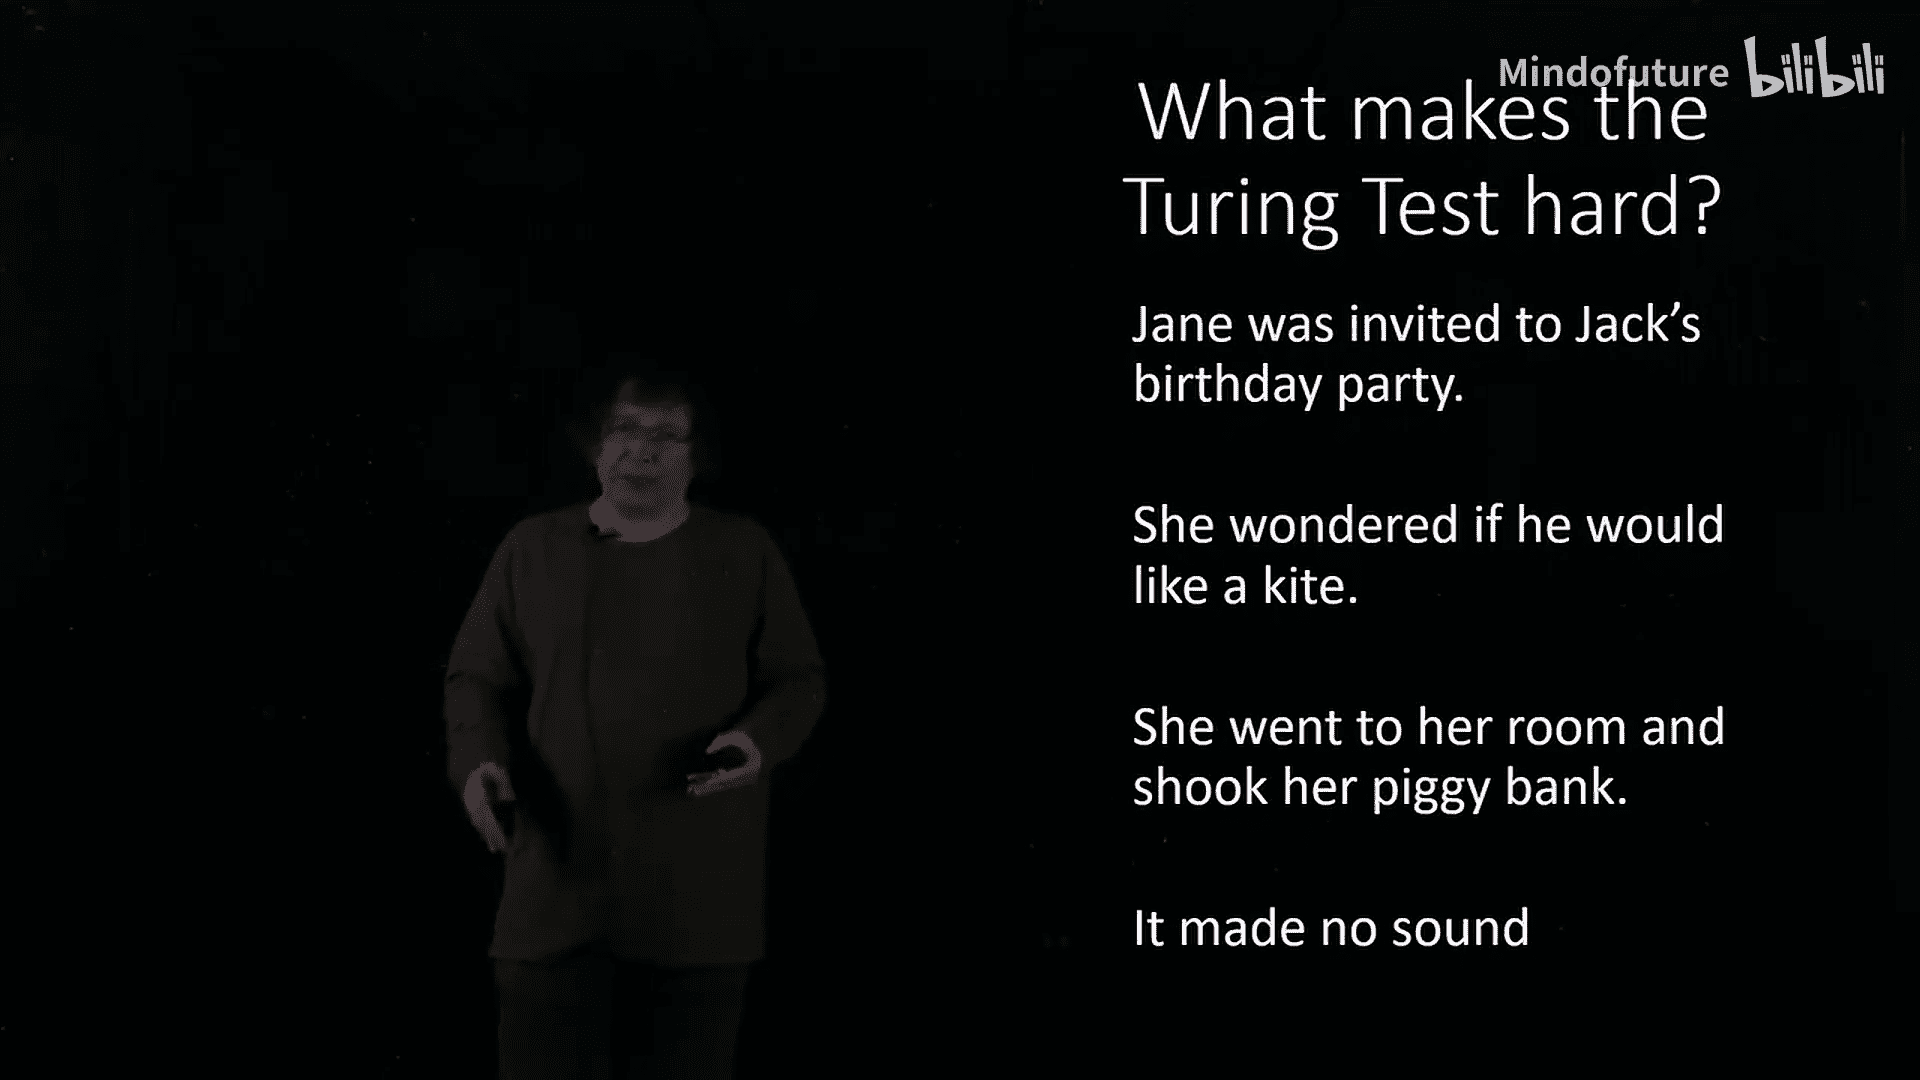 Mindofuture bilibili
What makes the
Turing Test hard?
Jane was invited to Jack’s
birthday party.
She wondered if he would
like a kite.
She went to her room and
shook her piggy bank.
It made no sound